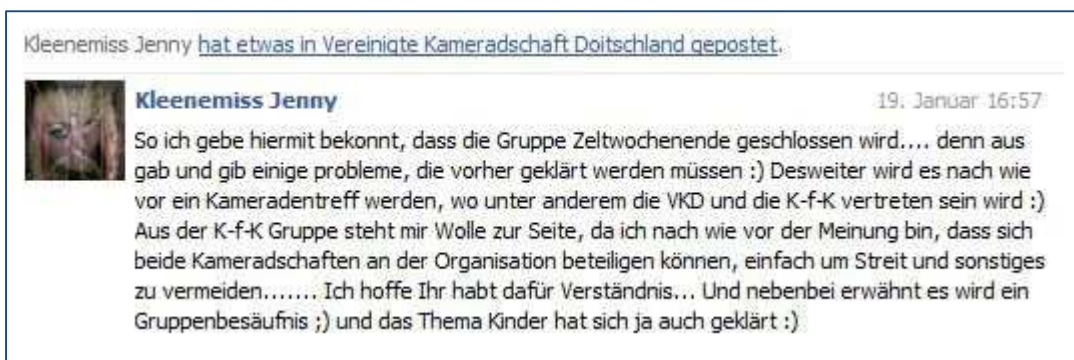 Kleenemiss Jenny hat etwas in Vereinigte Kameradschaft Doitschland gepostet.
Kleenemiss Jenny 19. Januar 16:57
So ich gebe hiermit bekonnt, dass die Gruppe Zeltwochenende geschlossen wird.... denn aus
gab und gib einige probleme, die vorher geklärt werden müssen :) Desweiter wird es nach wie
vor ein Kameradentreff werden, wo unter anderem die VKD und die K-f-K vertreten sein wird :)
Aus der K-f-K Gruppe steht mir Wolle zur Seite, da ich nach wie vor der Meinung bin, dass sich
beide Kameradschaften an der Organisation beteiligen können, einfach um Streit und sonstiges
zu vermeiden....... Ich hoffe Ihr habt dafür Verständnis... Und nebenbei erwähnt es wird ein
Gruppenbesäufnis ;) und das Thema Kinder hat sich ja auch geklärt :)